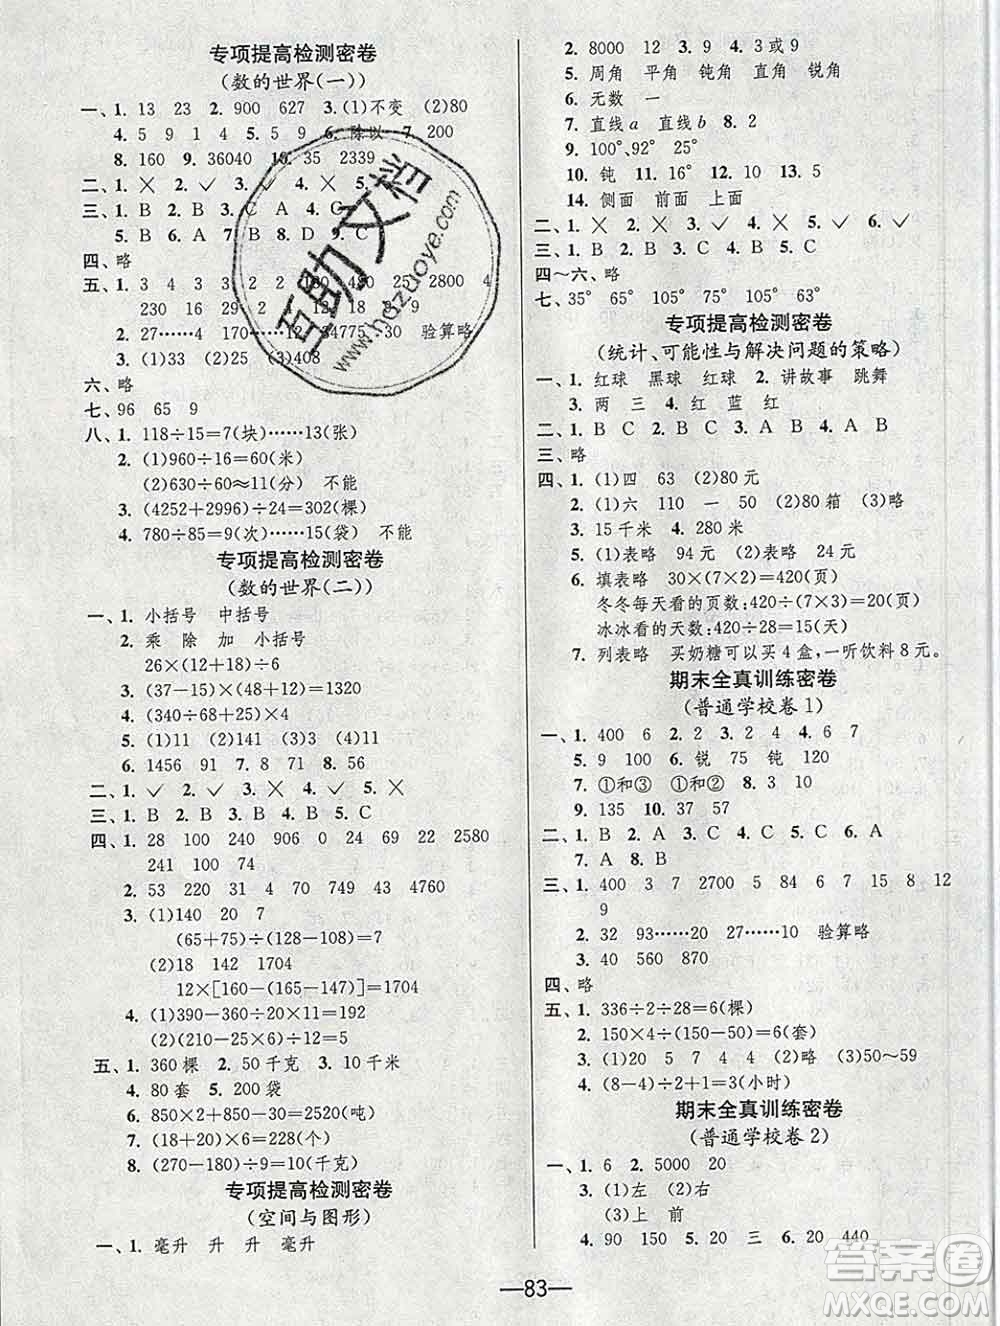 专项提高检测密卷
(数的世界(一))
一、1. 13 23 2. 900 627 3. (1)不变 (2)80
4. 5 9 1 4 5. 5 9 6. 除以 7. 200
8. 160 9. 36040 10. 35 2339
二、1. ✕ 2. ✓ 3. ✓ 4. ✕ 5.
三、1. B 2. B 3. C A 4. C
5. B 6. A 7. B 8. A
四、略
五、1. 3 4 3 3 2 180 450 25 2800 4
230 16 29 2 12 18 8 9
2. 27……4 170……12 34775 30 验算略
3. (1)33 (2)25 (3)408
六、略
七、96 65 9
八、1. 118÷15=7(块)……13(张)
2. (1)960÷16=60(米)
(2)630÷60≈11(分) 不能
3. (4252+2996)÷24=302(棵)
4. 780÷85=9(次)……15(袋) 不能
专项提高检测密卷
(数的世界(二))
一、1. 小括号 中括号
2. 乘 除 加 小括号
26×(12+18)÷6
3. (37-15)×(48+12)=1320
4. (340÷68+25)×4
5. (1)11 (2)141 (3)11 (4)11
6. 1456 91 7. 8 71 8. 56
二、1. ✓ 2. ✓ 3. ✕ 4. ✓ 5. ✕
三、1. B 2. B 3. C 4. B 5. C
四、1. 28 100 240 906 0 24 69 22 2580
241 100 74
2. 53 220 31 4 70 281 43 4760
3. (1)140 20 7
(65+75)÷(128-108)=7
(2)18 142 1704
12×[160-(165-147)]=1704
4. (1)(390-360÷20)×11
(2)(210-25×6)÷12
五、1. 360棵 2. 50千克 3. 10千米
4. 80套 5. 200袋
6. 850×2+(850-30)=2520(吨)
7. (18+20)×6=228(个)
8. (270-180)÷9=10(千克)
专项提高检测密卷
(空间与图形)
一、1. 毫升 升 升 毫升
2. 8000 12 3. 9 4. 3或9
5. 周角 平角 钝角 直角 锐角
6. 无数 一
7. 直线a 直线b 8. 2
9. 100°、92° 25°
10. 钝 11. 16° 12. 10 13. 5
14. 侧面 前面 上面
二、1. ✕ 2. ✕ 3. ✕ 4. ✓ 5. ✓
三、1. B 2. B 3. C 4. B 5. C
四～六、略
七、35° 65° 105° 105° 63°
专项提高检测密卷
(统计、可能性与解决问题的策略)
一、1. 红球 黑球 红球 2. 讲故事 跳舞
3. 两 三 4. 红 蓝 红
二、1. B C 2. B C 3. A 4. A B
三、略
四、1. (1)四 63 (2)80元
2. (1)六 110 一 50 (2)80箱 (3)略
3. 15千米 4. 280米
5. (1)表略 94元 (2)表略 24元
6. 填表略 30×(7×2)=420(页)
冬冬每天看的页数:420÷(7×3)=20(页)
冰冰看的天数:420÷28=15(天)
7. 列表略 买奶糖可以买4盒,一听饮料8元。
期末全真训练密卷
(普通学校卷1)
一、1. 400 6 2. 2 3. 2 4 4. 6 7
5. 9 100 6. 锐 75 钝 120
7. ①和③ ①和② 8. 3 10
9. 135 10. 37 57
二、1. B 2. A 3. C 4. C 5. C 6. A
7. A 8. B
三、1. 400 3 7 2700 5 8 6 7 15 8 12
9
2. 32 93……20 27……10 验算略
3. 40 560 870
四、略
五、1. 336÷2÷28=6(棵)
2. 150×4÷(150-50)=6(套)
3. (1)40 5 7 4 4 (2)略 (3)50～59
4. (8-4)÷2+1=3(小时)
期末全真训练密卷
(普通学校卷2)
一、1. 6 2. 5000 20
3. (1)左 (2)右
(3)上 前
4. 90 150 5. 20 三 6. 20 440
83
互助文档
www.hdzuoye.com
答案圈
MXQE.COM